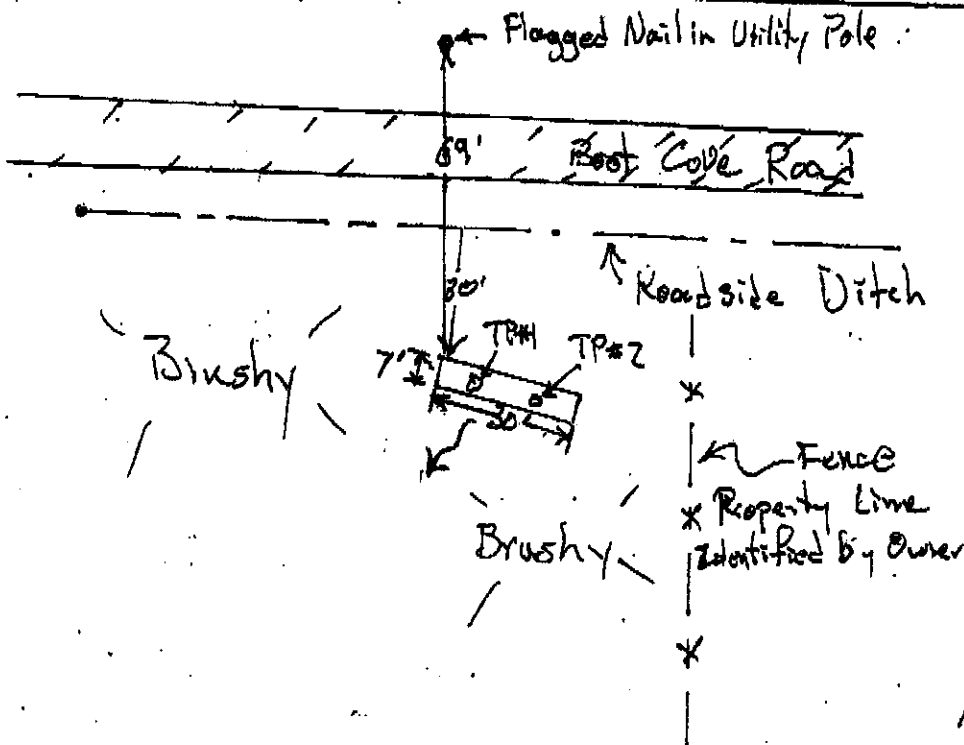 Flagged Nail in Utility Pole
69'
Boot Cove Road
30'
Roadside Ditch
Brushy
TP#1
TP#2
7'
30'
Fence
Property Line
Identified by Owner
Brushy